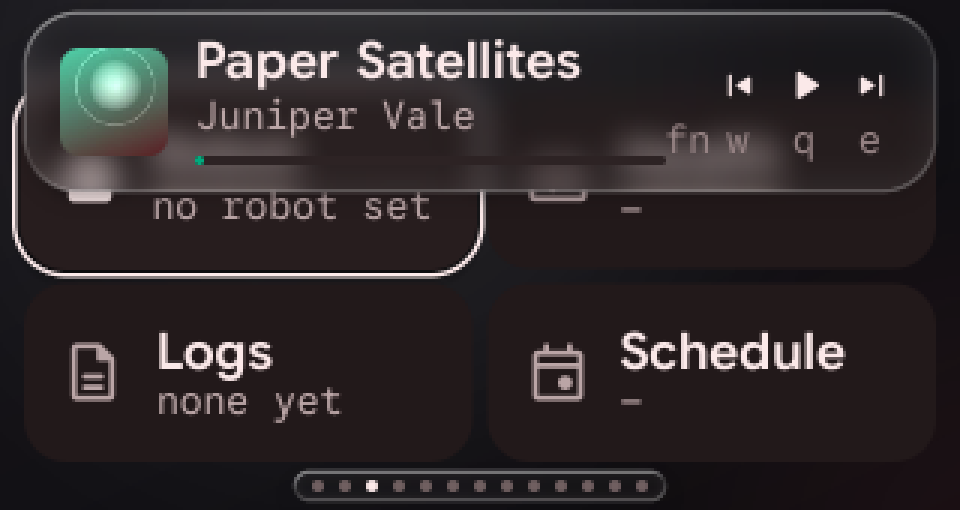 Paper Satellites
Juniper Vale
fn w q e
no robot set
–
Logs
none yet
Schedule
–